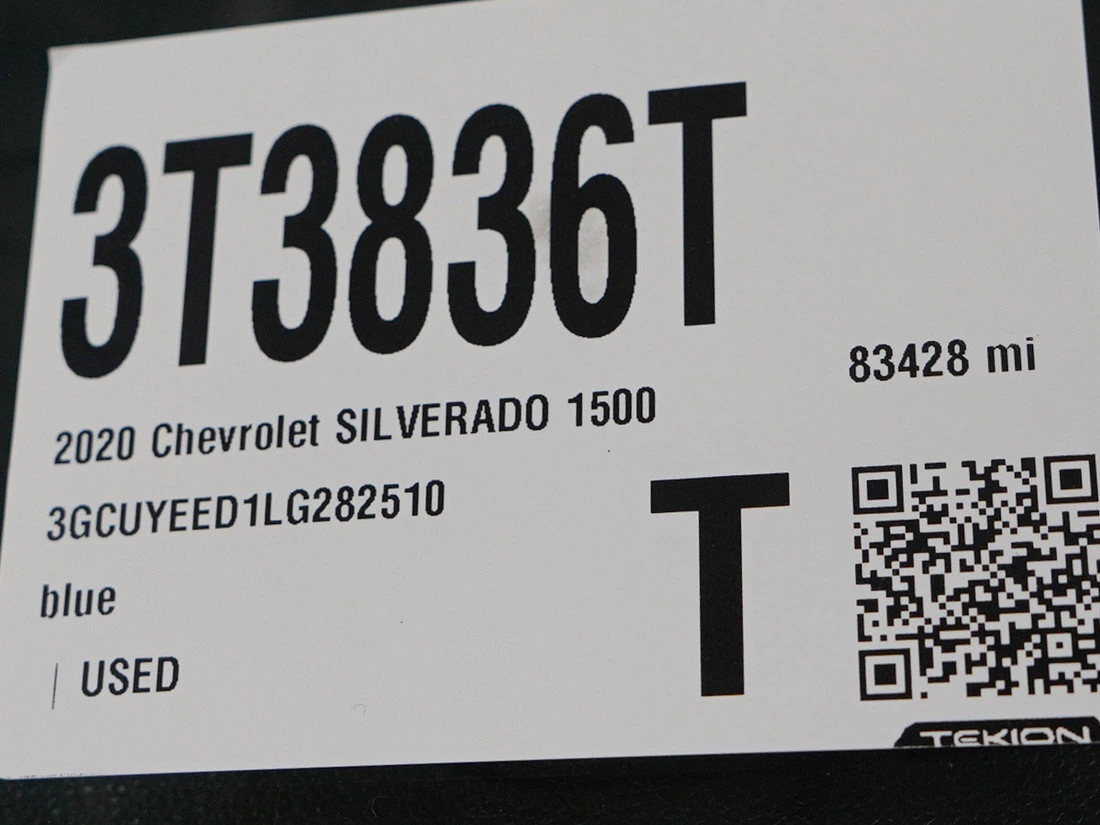 3T3836T
83428 mi
2020 Chevrolet SILVERADO 1500
3GCUYEED1LG282510
T
blue
| USED
TEKION